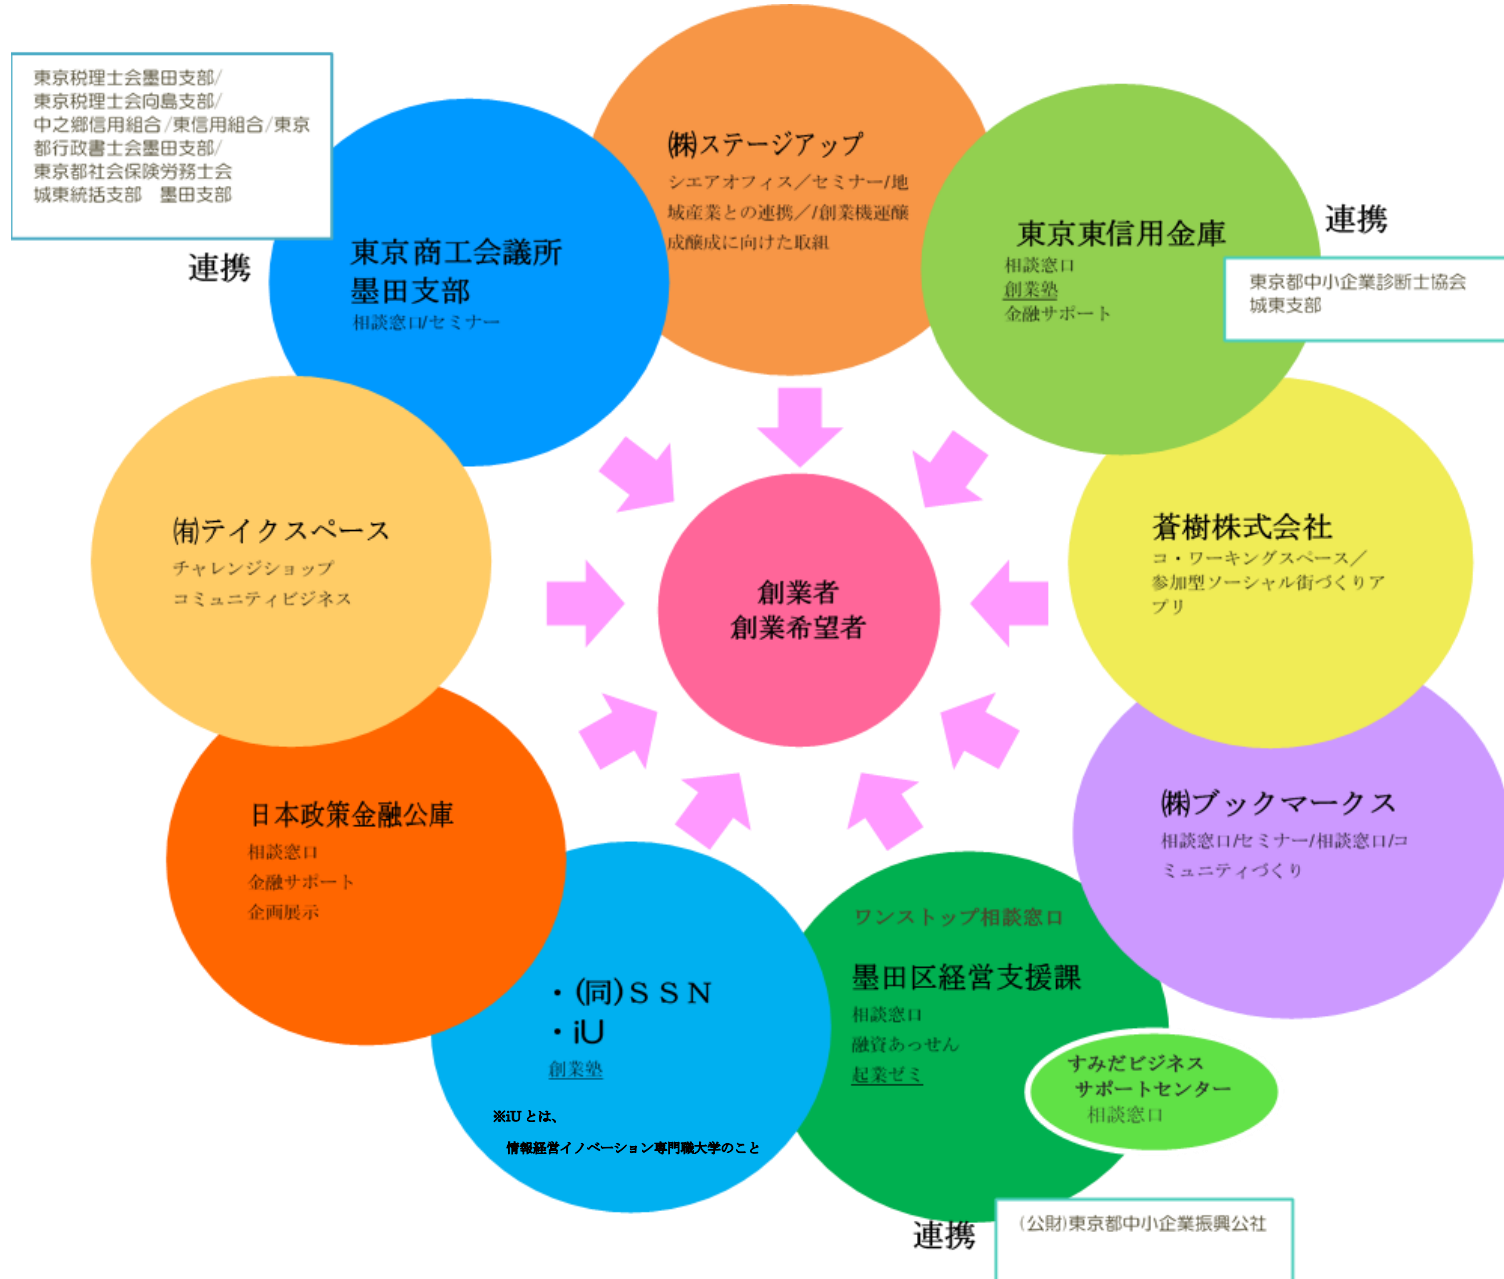 東京税理士会墨田支部/
東京税理士会向島支部/
中之郷信用組合/東信用組合/東京
都行政書士会墨田支部/
東京都社会保険労務士会
城東統括支部　墨田支部
連携
東京商工会議所
墨田支部
相談窓口/セミナー
㈱ステージアップ
シエアオフィス／セミナー/地
域産業との連携／/創業機運醸
成醸成に向けた取組
東京東信用金庫
相談窓口
創業塾
金融サポート
連携
東京都中小企業診断士協会
城東支部
㈲テイクスペース
チャレンジショップ
コミュニティビジネス
創業者
創業希望者
蒼樹株式会社
コ・ワーキングスペース／
参加型ソーシャル街づくりア
プリ
日本政策金融公庫
相談窓口
金融サポート
企画展示
㈱ブックマークス
相談窓口/セミナー/相談窓口/コ
ミュニティづくり
・(同)ＳＳＮ
・iU
創業塾
※iUとは、
情報経営イノベーション専門職大学のこと
ワンストップ相談窓口
墨田区経営支援課
相談窓口
融資あっせん
起業ゼミ
すみだビジネス
サポートセンター
相談窓口
連携
(公財)東京都中小企業振興公社